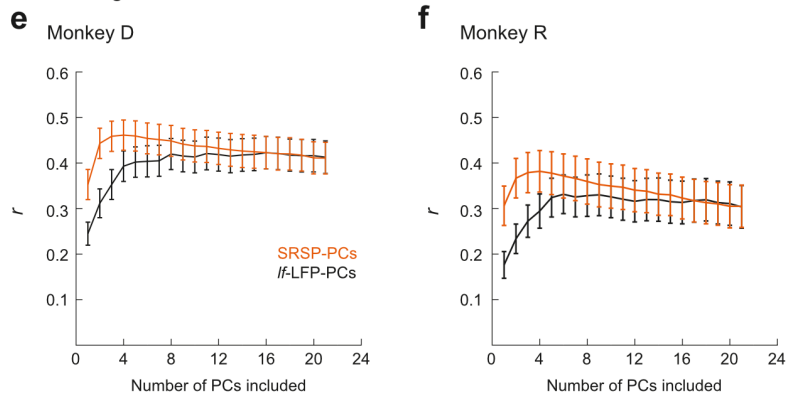 e
Monkey D
0.6
0.5
0.4
0.3
0.2
0.1
r
SRSP-PCs
lf-LFP-PCs
0 4 8 12 16 20 24
Number of PCs included
f
Monkey R
0.6
0.5
0.4
0.3
0.2
0.1
r
0 4 8 12 16 20 24
Number of PCs included